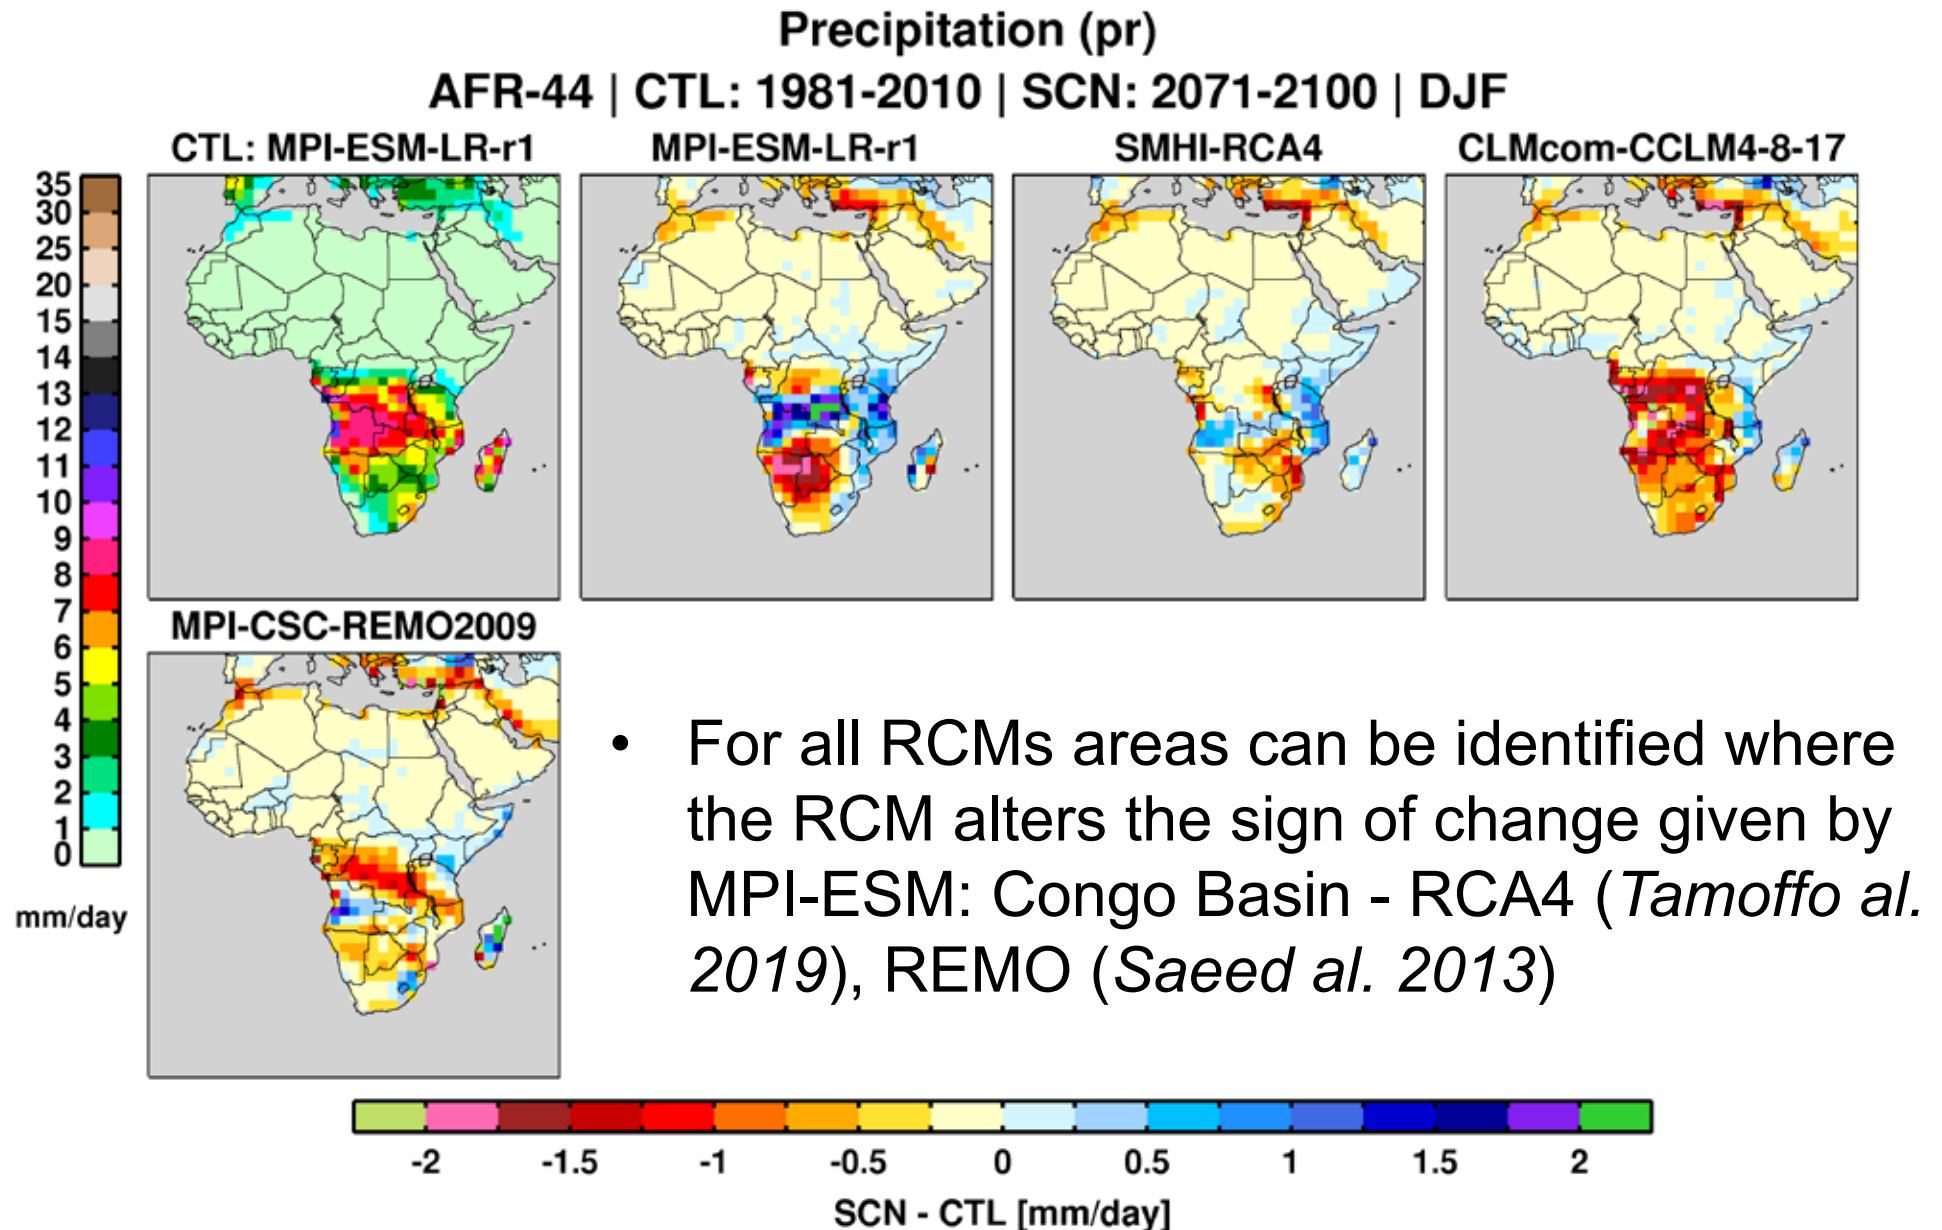 Precipitation (pr)
AFR-44 | CTL: 1981-2010 | SCN: 2071-2100 | DJF
CTL: MPI-ESM-LR-r1
MPI-ESM-LR-r1
SMHI-RCA4
CLMcom-CCLM4-8-17
35
30
25
20
15
14
13
12
11
10
9
8
7
6
5
4
3
2
1
0
mm/day
MPI-CSC-REMO2009
• For all RCMs areas can be identified where
the RCM alters the sign of change given by
MPI-ESM: Congo Basin - RCA4 (Tamoffo al.
2019), REMO (Saeed al. 2013)
-2 -1.5 -1 -0.5 0 0.5 1 1.5 2
SCN - CTL [mm/day]